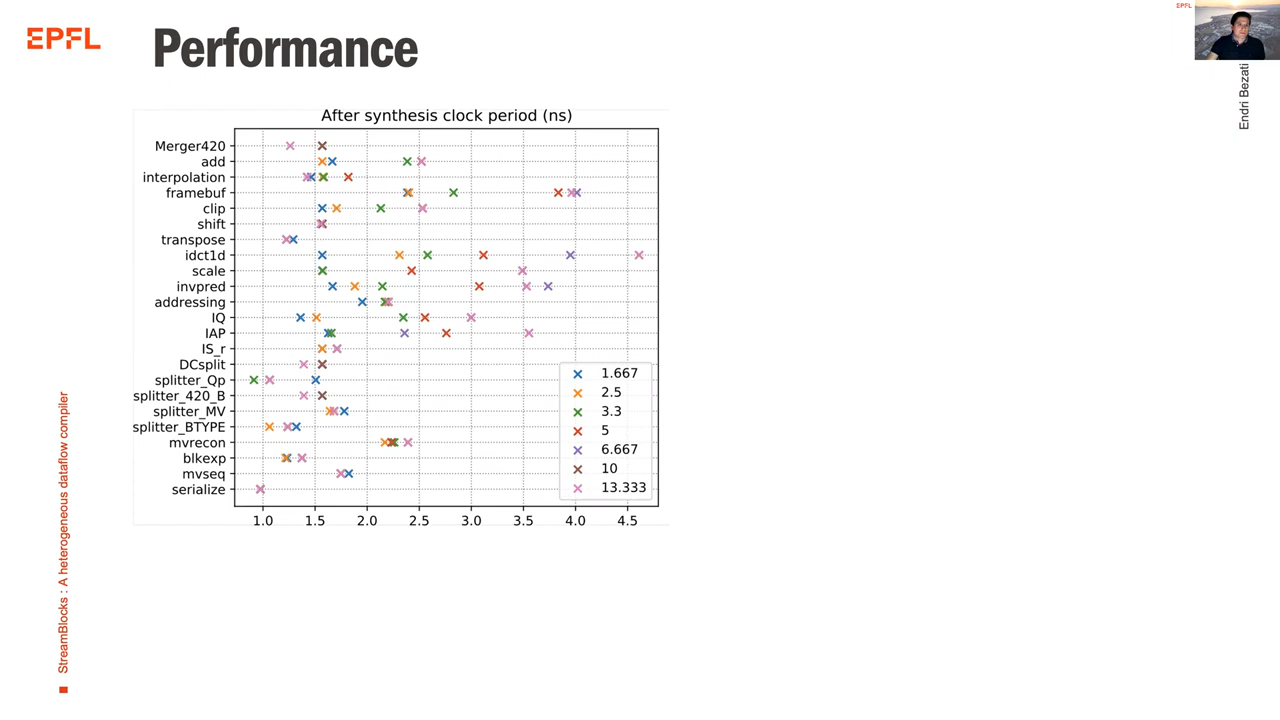 EPFL
Performance
EPFL
Endri Bezati
After synthesis clock period (ns)
Merger420
add
interpolation
framebuf
clip
shift
transpose
idct1d
scale
invpred
addressing
IQ
IAP
IS_r
DCsplit
splitter_Qp
splitter_420_B
splitter_MV
splitter_BTYPE
mvrecon
blkexp
mvseq
serialize
1.667
2.5
3.3
5
6.667
10
13.333
1.0 1.5 2.0 2.5 3.0 3.5 4.0 4.5
StreamBlocks : A heterogeneous dataflow compiler